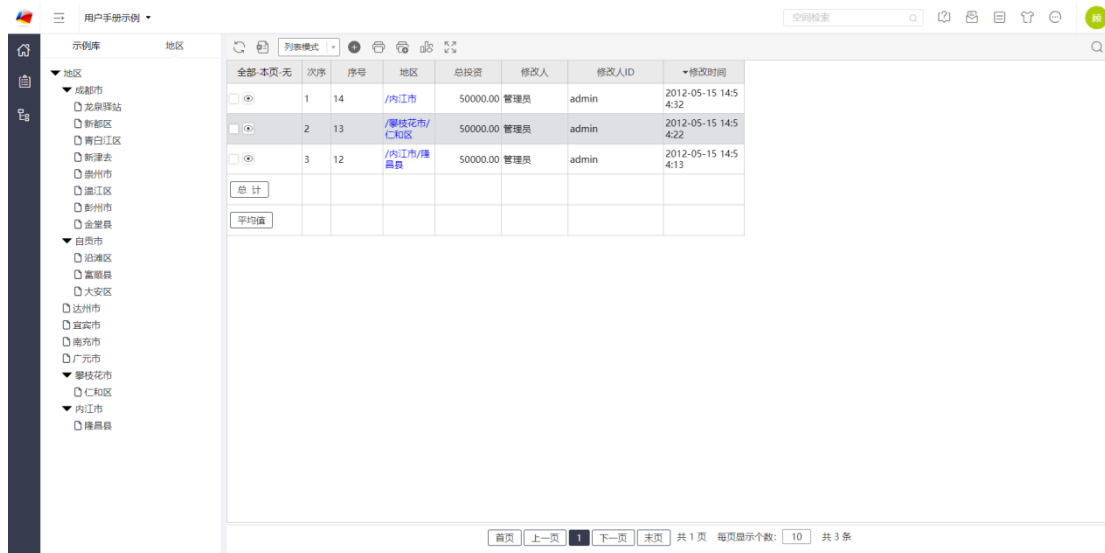 用户手册示例
空间检索
顾
示例库 地区
列表模式
地区
成都市
龙泉驿站
新都区
青白江区
新津去
崇州市
温江区
彭州市
金堂县
自贡市
沿滩区
富顺县
大安区
达州市
宜宾市
南充市
广元市
攀枝花市
仁和区
内江市
隆昌县
全部-本页-无 次序 序号 地区 总投资 修改人 修改人ID 修改时间
1 14 /内江市 50000.00 管理员 admin 2012-05-15 14:5
4:32
2 13 /攀枝花市/ 50000.00 管理员 admin 2012-05-15 14:5
仁和区 4:22
3 12 /内江市/隆 50000.00 管理员 admin 2012-05-15 14:5
昌县 4:13
总 计
平均值
首页 上一页 1 下一页 末页 共 1 页 每页显示个数: 10 共 3 条